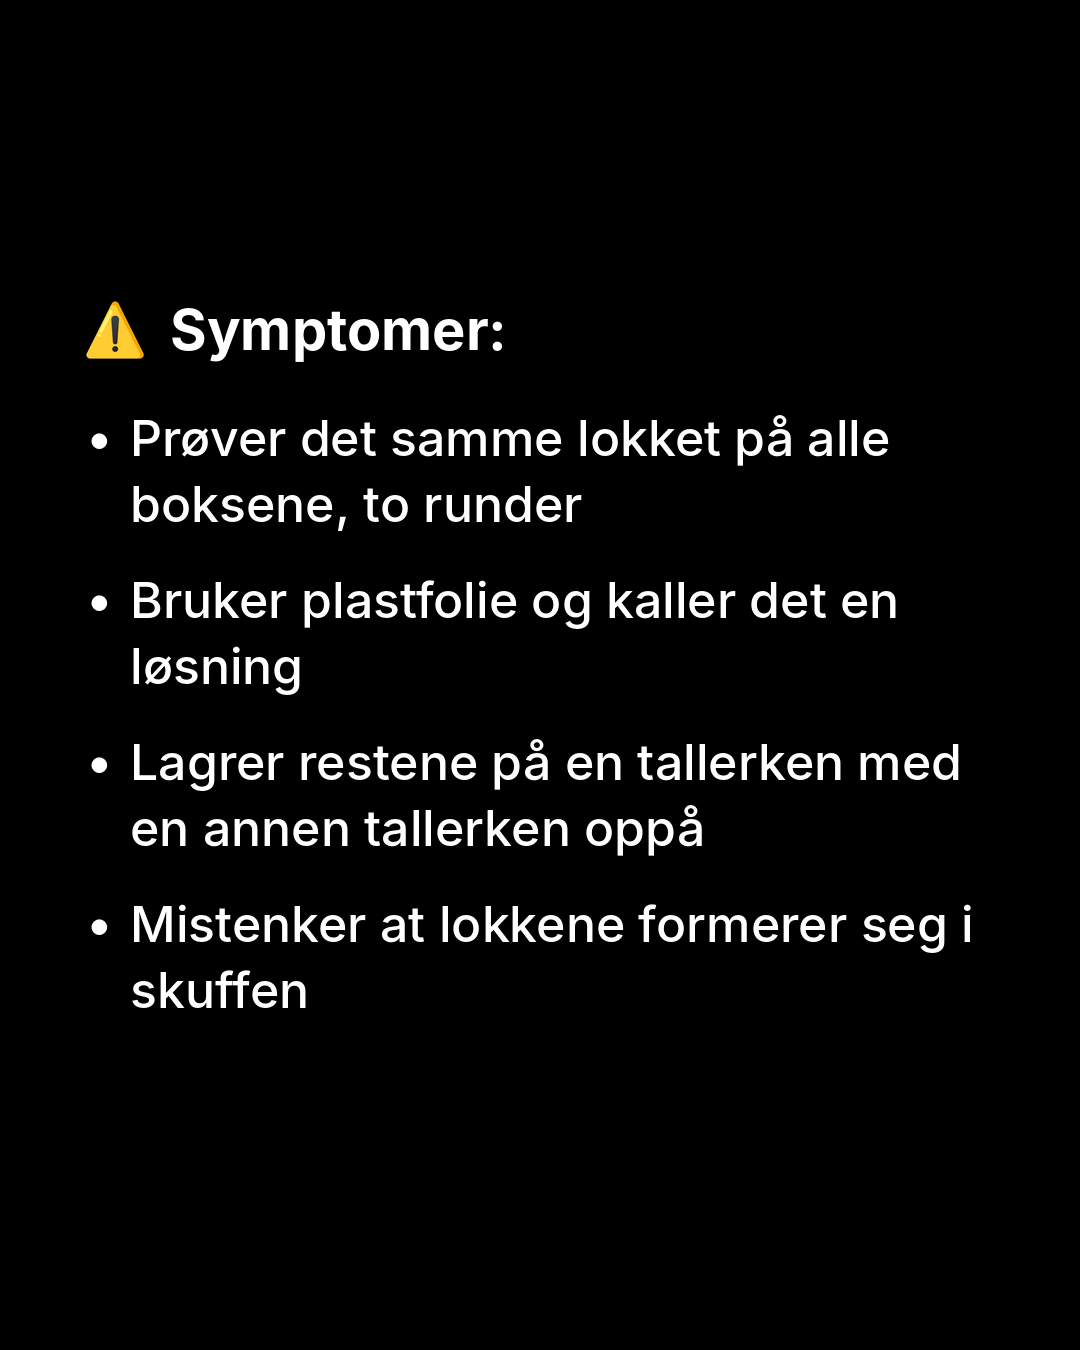 ⚠️ Symptomer:
• Prøver det samme lokket på alle
boksene, to runder
• Bruker plastfolie og kaller det en
løsning
• Lagrer restene på en tallerken med
en annen tallerken oppå
• Mistenker at lokkene formerer seg i
skuffen